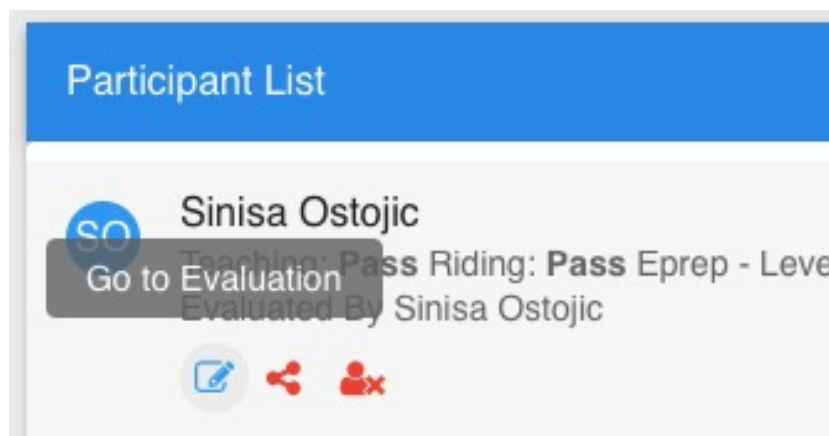 Participant List
SO
Sinisa Ostojic
Teaching: Pass Riding: Pass Eprep - Leve
Go to Evaluation
Evaluated By Sinisa Ostojic